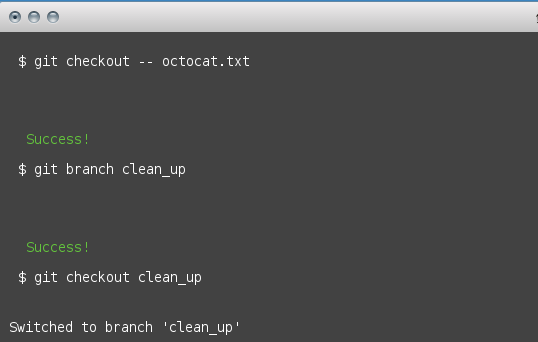 $ git checkout -- octocat.txt
Success!
$ git branch clean_up
Success!
$ git checkout clean_up
Switched to branch 'clean_up'